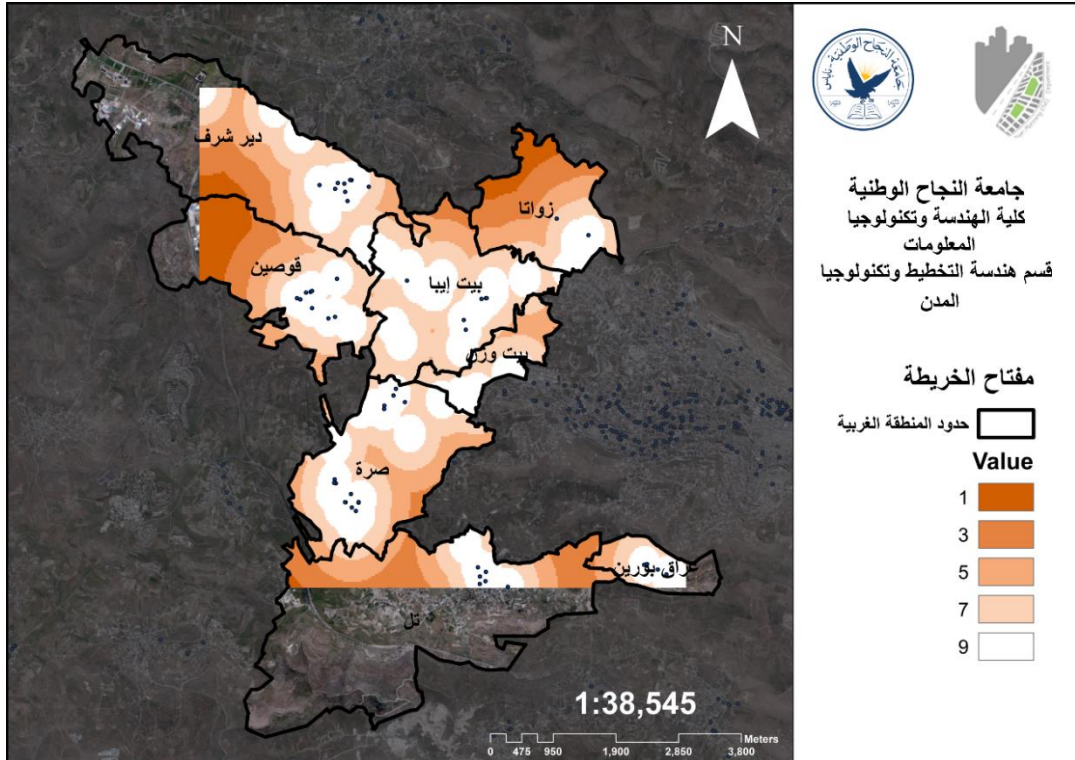 N
دير شرف
زواتا
قوصين
بيت إيبا
بيت وزن
صرة
عراق بورين
تل
1:38,545
Meters
0 475 950 1,900 2,850 3,800
جامعة النجاح الوطنية
كلية الهندسة وتكنولوجيا
المعلومات
قسم هندسة التخطيط وتكنولوجيا
المدن
مفتاح الخريطة
حدود المنطقة الغربية
Value
1
3
5
7
9